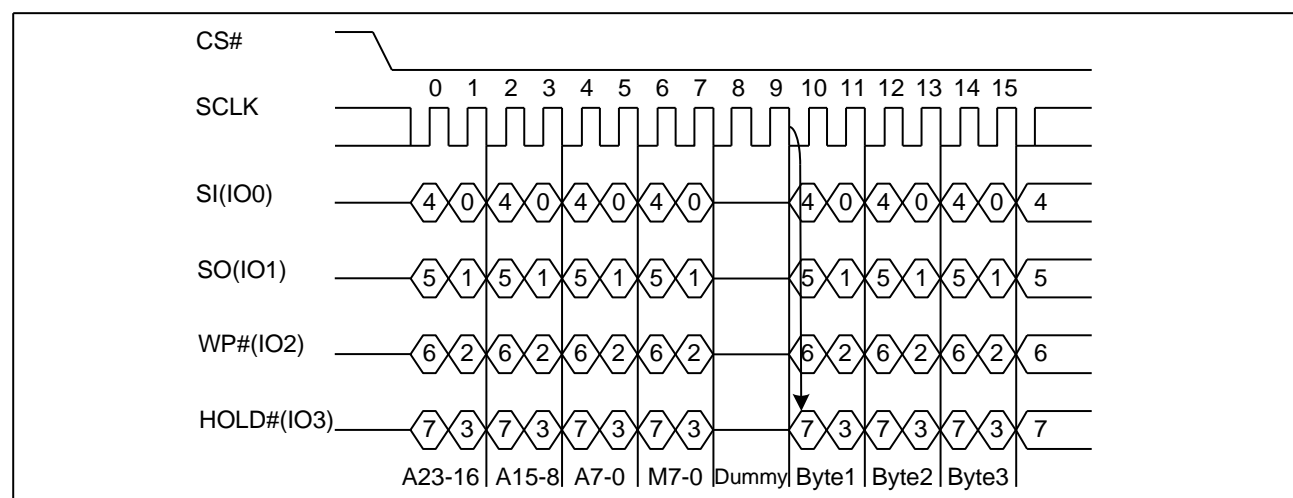 CS#
0 1 2 3 4 5 6 7 8 9 10 11 12 13 14 15
SCLK
SI(IO0) 4 0 4 0 4 0 4 0 4 0 4 0 4 0 4
SO(IO1) 5 1 5 1 5 1 5 1 5 1 5 1 5 1 5
WP#(IO2) 6 2 6 2 6 2 6 2 6 2 6 2 6 2 6
HOLD#(IO3) 7 3 7 3 7 3 7 3 7 3 7 3 7 3 7
A23-16 A15-8 A7-0 M7-0 Dummy Byte1 Byte2 Byte3